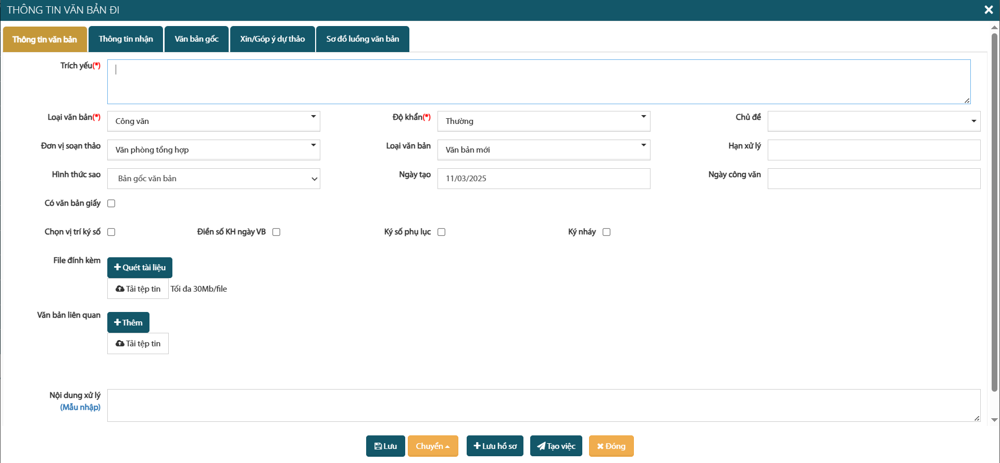 THÔNG TIN VĂN BẢN ĐI
Thông tin văn bản
Thông tin nhận
Văn bản gốc
Xin/Góp ý dự thảo
Sơ đồ luồng văn bản
Trích yếu(*)
Loại văn bản(*)
Công văn
Độ khẩn(*)
Thường
Chủ đề
Đơn vị soạn thảo
Văn phòng tổng hợp
Loại văn bản
Văn bản mới
Hạn xử lý
Hình thức sao
Bản gốc văn bản
Ngày tạo
11/03/2025
Ngày công văn
Có văn bản giấy
Chọn vị trí ký số
Điền số KH ngày VB
Ký số phụ lục
Ký nháy
File đính kèm
Quét tài liệu
Tải tệp tin
Tối đa 30Mb/file
Văn bản liên quan
Thêm
Tải tệp tin
Nội dung xử lý
(Mẫu nhập)
Lưu
Chuyển
Lưu hồ sơ
Tạo việc
Đóng